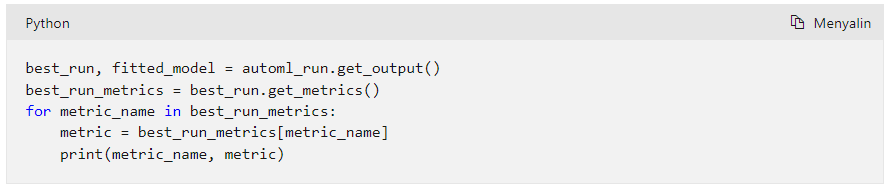 Python Menyalin
best_run, fitted_model = automl_run.get_output()
best_run_metrics = best_run.get_metrics()
for metric_name in best_run_metrics:
    metric = best_run_metrics[metric_name]
    print(metric_name, metric)